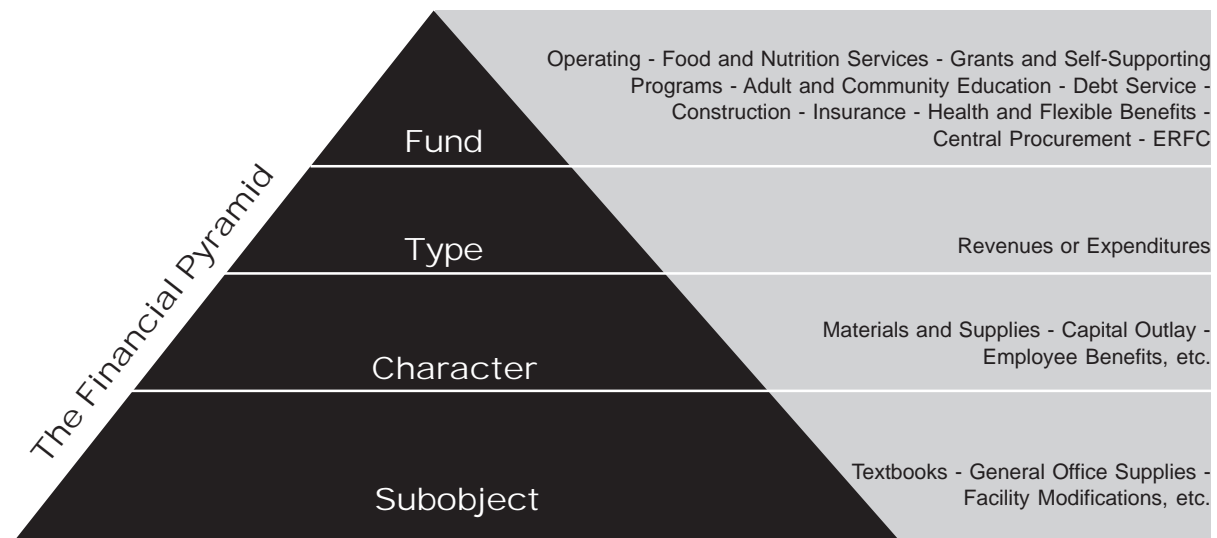 The Financial Pyramid
Fund
Operating - Food and Nutrition Services - Grants and Self-Supporting
Programs - Adult and Community Education - Debt Service -
Construction - Insurance - Health and Flexible Benefits -
Central Procurement - ERFC
Type
Revenues or Expenditures
Character
Materials and Supplies - Capital Outlay -
Employee Benefits, etc.
Subobject
Textbooks - General Office Supplies -
Facility Modifications, etc.